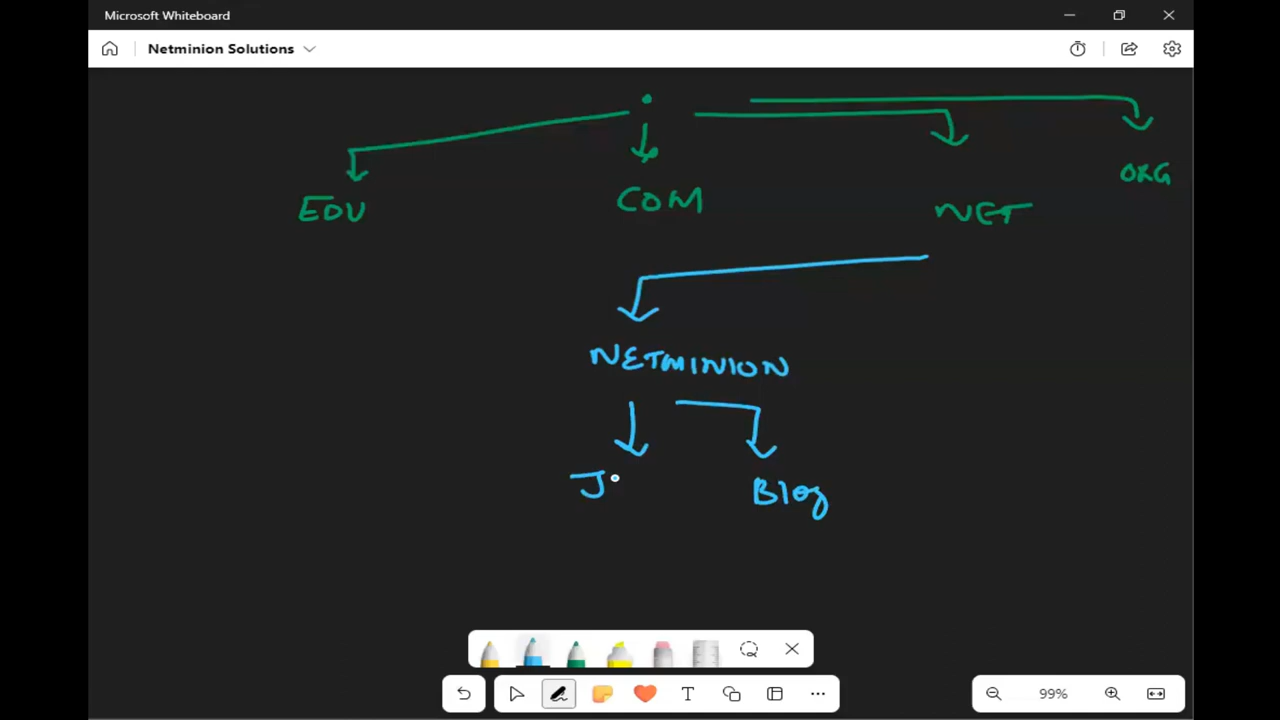 Microsoft Whiteboard
Netminion Solutions
.
EDU COM NET ORG
NETMINION
J Blog
T
99%